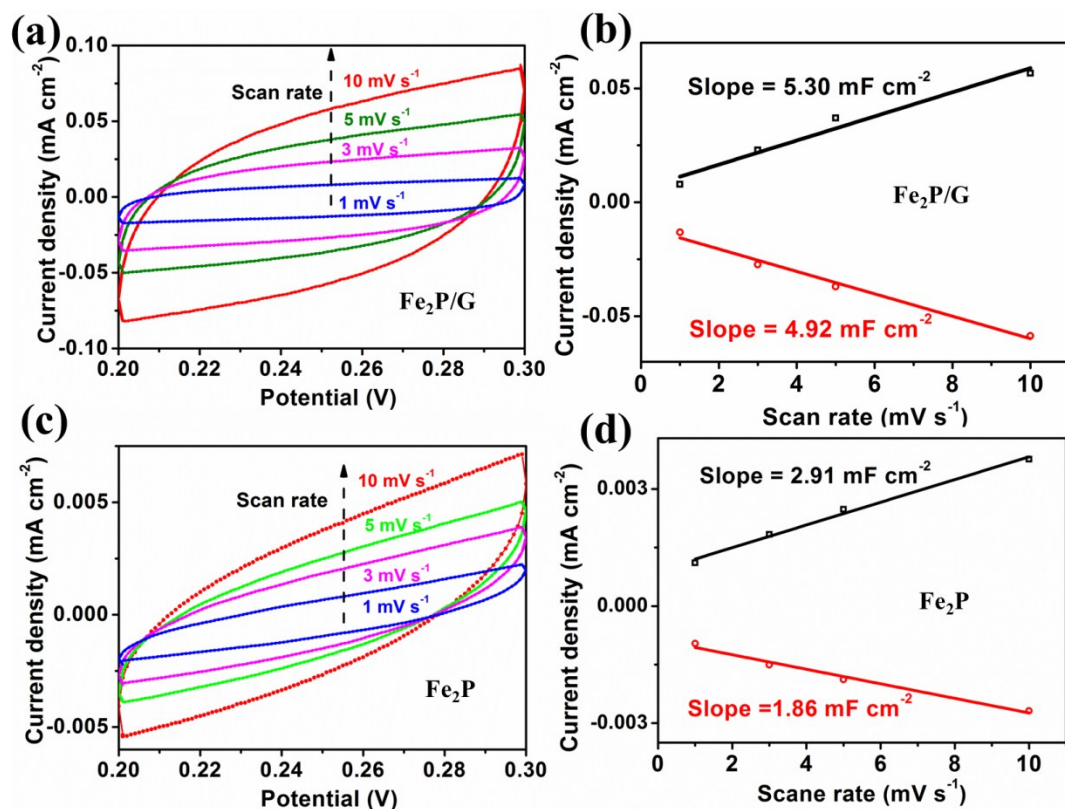 (a)
Current density (mA cm⁻²)
0.10
0.05
0.00
-0.05
-0.10
Scan rate
10 mV s⁻¹
5 mV s⁻¹
3 mV s⁻¹
1 mV s⁻¹
Fe₂P/G
0.20 0.22 0.24 0.26 0.28 0.30
Potential (V)
(b)
Current density (mA cm⁻²)
0.05
0.00
-0.05
Slope = 5.30 mF cm⁻²
Fe₂P/G
Slope = 4.92 mF cm⁻²
0 2 4 6 8 10
Scan rate (mV s⁻¹)
(c)
Current density (mA cm⁻²)
0.005
0.000
-0.005
Scan rate
10 mV s⁻¹
5 mV s⁻¹
3 mV s⁻¹
1 mV s⁻¹
Fe₂P
0.20 0.22 0.24 0.26 0.28 0.30
Potential (V)
(d)
Current density (mA cm⁻²)
0.003
0.000
-0.003
Slope = 2.91 mF cm⁻²
Fe₂P
Slope =1.86 mF cm⁻²
0 2 4 6 8 10
Scane rate (mV s⁻¹)